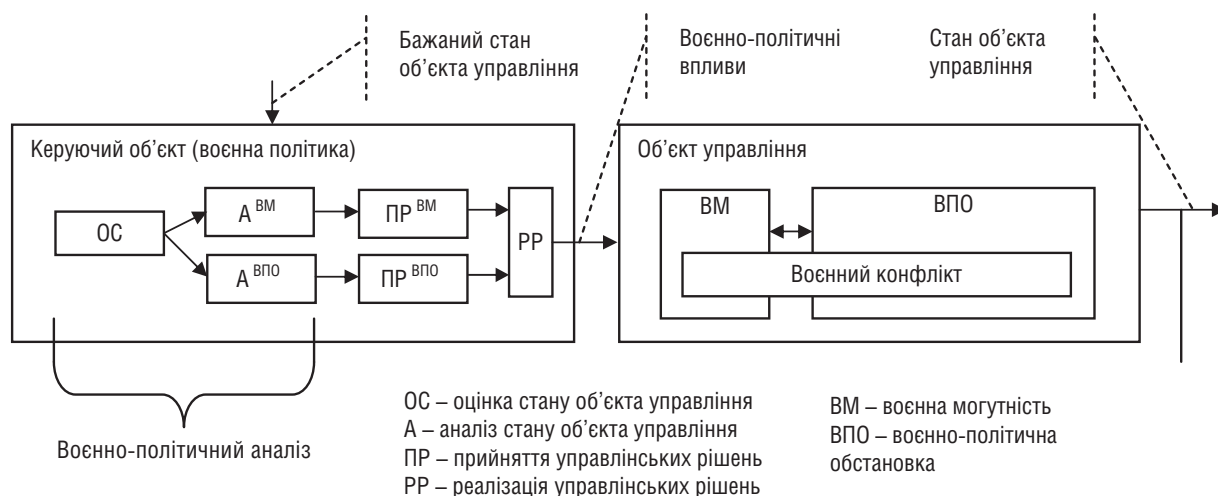 Бажаний стан
об’єкта управління
Воєнно-політичні
впливи
Стан об’єкта
управління
Керуючий об’єкт (воєнна політика)
ОС
А ВМ
ПР ВМ
А ВПО
ПР ВПО
РР
Об’єкт управління
ВМ
ВПО
Воєнний конфлікт
Воєнно-політичний аналіз
ОС – оцінка стану об’єкта управління
А – аналіз стану об’єкта управління
ПР – прийняття управлінських рішень
РР – реалізація управлінських рішень
ВМ – воєнна могутність
ВПО – воєнно-політична
обстановка